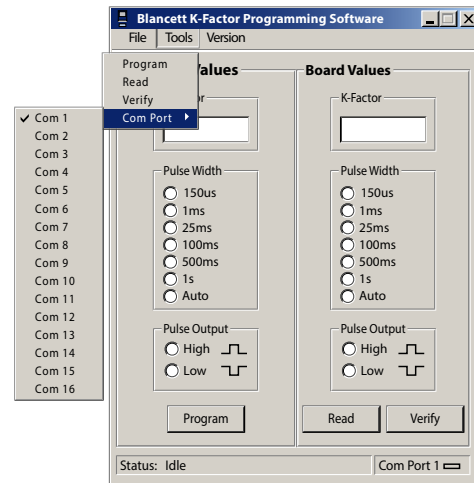 Blancett K-Factor Programming Software
File Tools Version
Program
Read
Verify
Com Port
Com 1
Com 2
Com 3
Com 4
Com 5
Com 6
Com 7
Com 8
Com 9
Com 10
Com 11
Com 12
Com 13
Com 14
Com 15
Com 16
Values
Pulse Width
150us
1ms
25ms
100ms
500ms
1s
Auto
Pulse Output
High
Low
Program
Board Values
K-Factor
Pulse Width
150us
1ms
25ms
100ms
500ms
1s
Auto
Pulse Output
High
Low
Read Verify
Status: Idle
Com Port 1